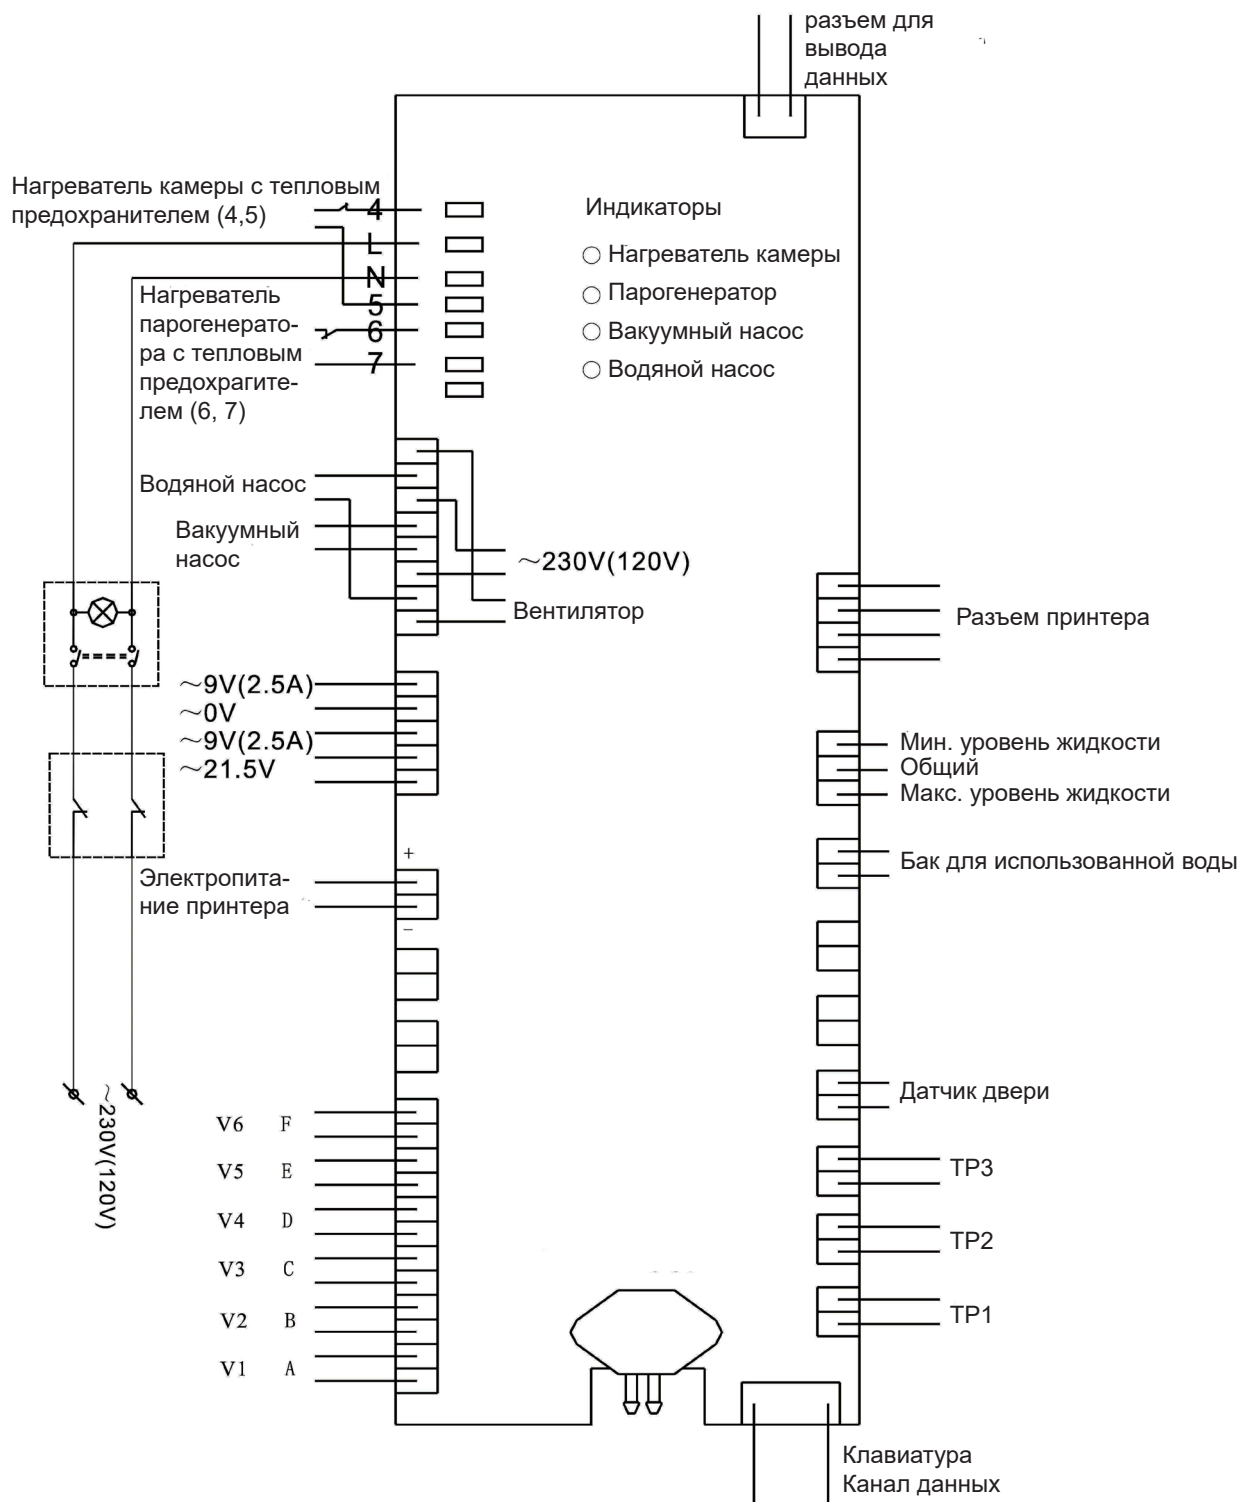 разъем для
вывода
данных
Нагреватель камеры с тепловым
предохранителем (4,5)
4
L
N
5
6
7
Индикаторы
Нагреватель камеры
Парогенератор
Вакуумный насос
Водяной насос
Нагреватель
парогенерато-
ра с тепловым
предохрагите-
лем (6, 7)
Водяной насос
Вакуумный
насос
~230V(120V)
Вентилятор
Разъем принтера
~9V(2.5A)
~0V
~9V(2.5A)
~21.5V
Мин. уровень жидкости
Общий
Макс. уровень жидкости
+
Электропита-
ние принтера
−
Бак для использованной воды
~230V(120V)
Датчик двери
V6 F
V5 E
V4 D
V3 C
V2 B
V1 A
TP3
TP2
TP1
Клавиатура
Канал данных